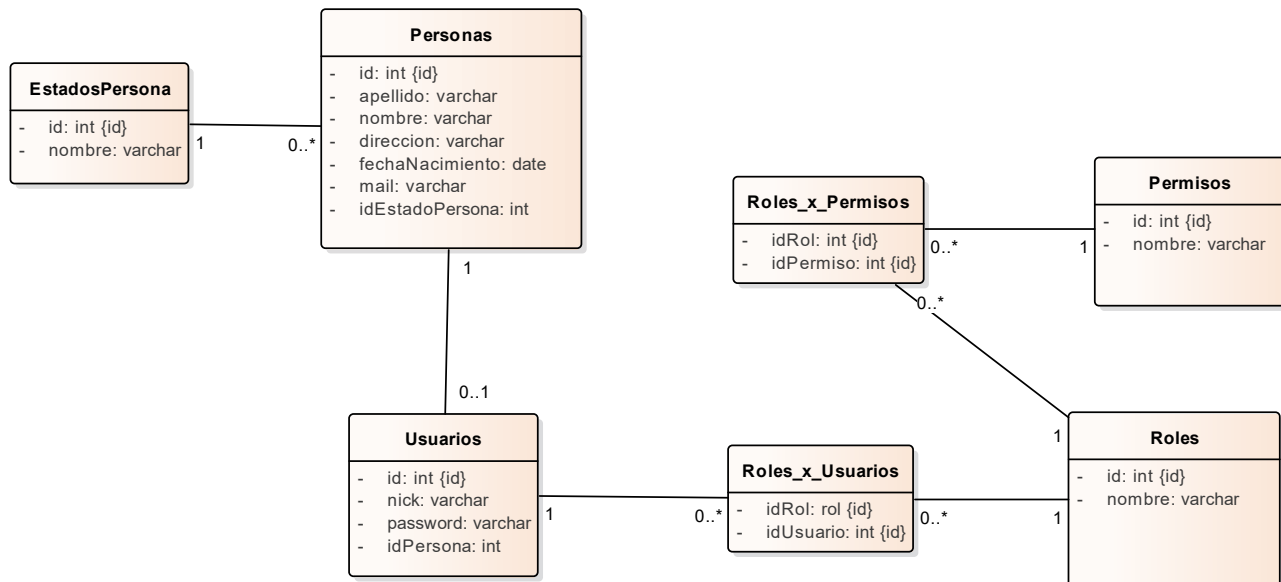 Personas
- id: int {id}
- apellido: varchar
- nombre: varchar
- direccion: varchar
- fechaNacimiento: date
- mail: varchar
- idEstadoPersona: int
EstadosPersona
- id: int {id}
- nombre: varchar
1
0..*
Roles_x_Permisos
- idRol: int {id}
- idPermiso: int {id}
0..*
1
Permisos
- id: int {id}
- nombre: varchar
1
0..1
0..*
1
Usuarios
- id: int {id}
- nick: varchar
- password: varchar
- idPersona: int
1
0..*
Roles_x_Usuarios
- idRol: rol {id}
- idUsuario: int {id}
0..*
1
Roles
- id: int {id}
- nombre: varchar